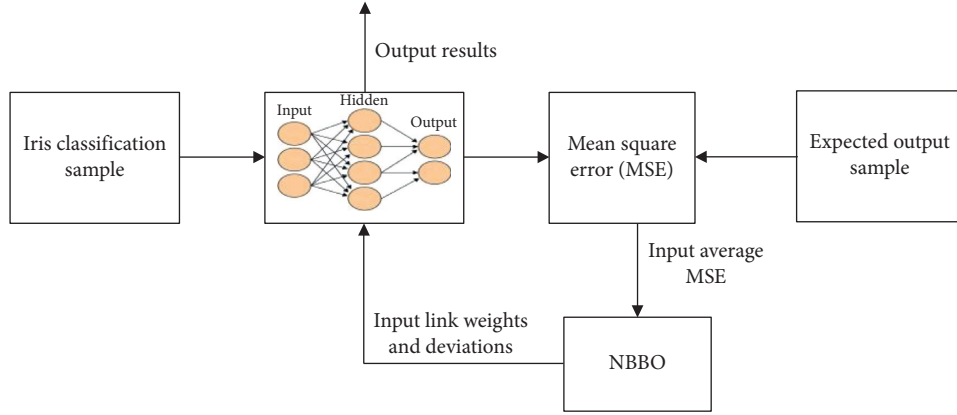 Output results
Iris classification
sample
Input
Hidden
Output
Mean square
error (MSE)
Expected output
sample
Input average
MSE
Input link weights
and deviations
NBBO